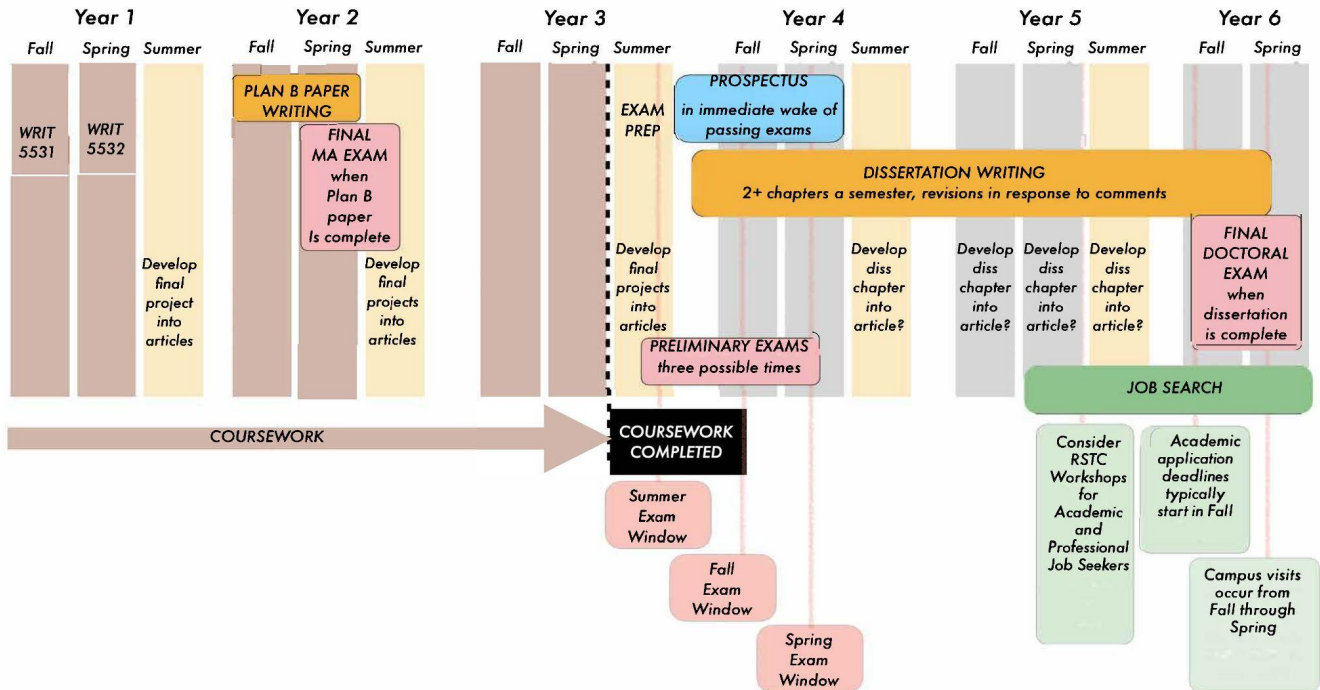 Year 1
Year 2
Year 3
Year 4
Year 5
Year 6
Fall
Spring
Summer
Fall
Spring
Summer
Fall
Spring
Summer
Fall
Spring
Summer
Fall
Spring
Summer
Fall
Spring
WRIT
5531
WRIT
5532
Develop
final
project
into
articles
PLAN B PAPER
WRITING
FINAL
MA EXAM
when
Plan B
paper
Is complete
Develop
final
projects
into
articles
EXAM
PREP
Develop
final
projects
into
articles
PROSPECTUS
in immediate wake of
passing exams
DISSERTATION WRITING
2+ chapters a semester, revisions in response to comments
PRELIMINARY EXAMS
three possible times
Develop
diss
chapter
into
article?
Develop
diss
chapter
into
article?
Develop
diss
chapter
into
article?
Develop
diss
chapter
into
article?
FINAL
DOCTORAL
EXAM
when
dissertation
is complete
JOB SEARCH
COURSEWORK
COURSEWORK
COMPLETED
Summer
Exam
Window
Fall
Exam
Window
Spring
Exam
Window
Consider
RSTC
Workshops
for
Academic
and
Professional
Job Seekers
Academic
application
deadlines
typically
start in Fall
Campus visits
occur from
Fall through
Spring